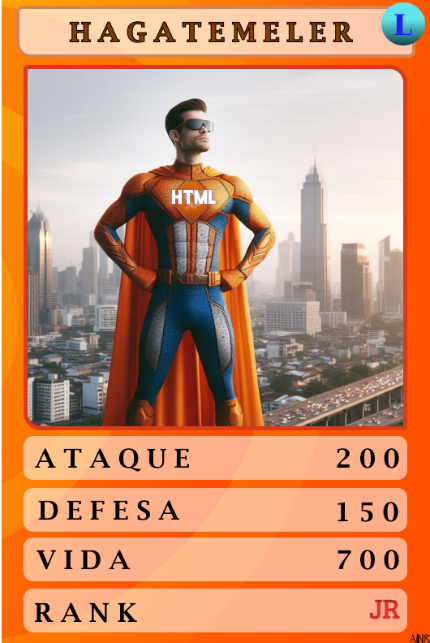 HAGATEMELER L
HTML
ATAQUE 200
DEFESA 150
VIDA 700
RANK JR